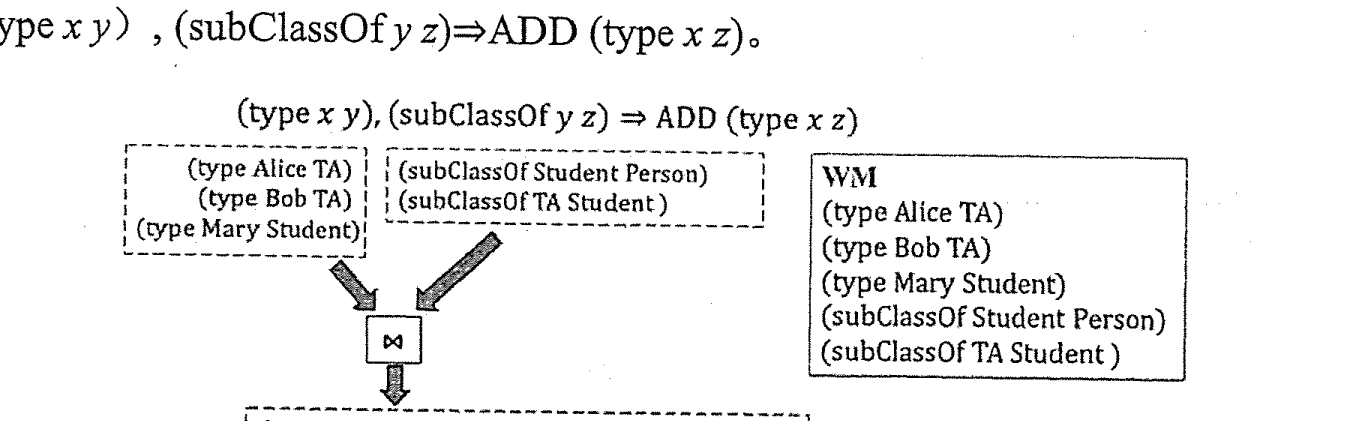 ype x y），(subClassOf y z)⇒ADD (type x z)。
(type x y), (subClassOf y z) ⇒ ADD (type x z)
(type Alice TA)
(type Bob TA)
(type Mary Student)
(subClassOf Student Person)
(subClassOf TA Student )
⋈
WM
(type Alice TA)
(type Bob TA)
(type Mary Student)
(subClassOf Student Person)
(subClassOf TA Student )